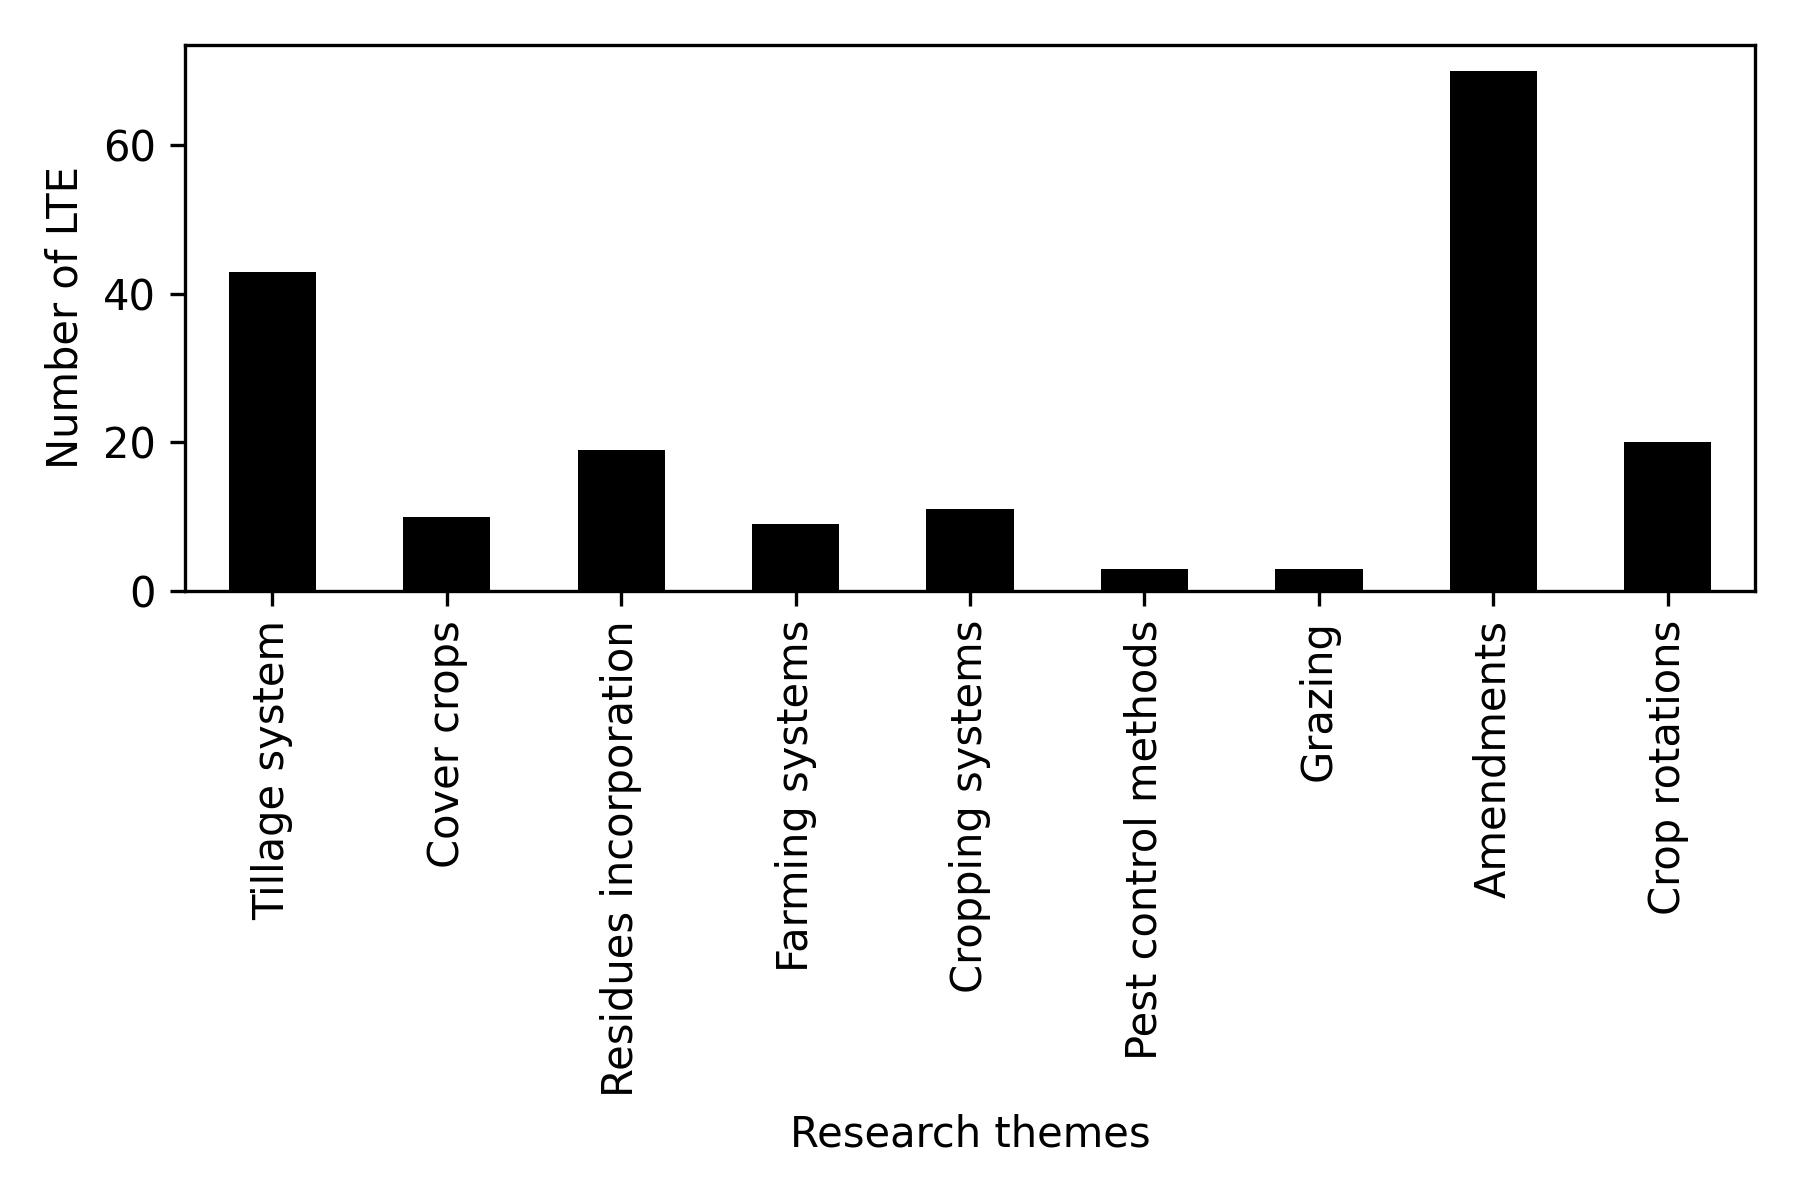 Number of LTE
60
40
20
0
Tillage system
Cover crops
Residues incorporation
Farming systems
Cropping systems
Pest control methods
Grazing
Amendments
Crop rotations
Research themes